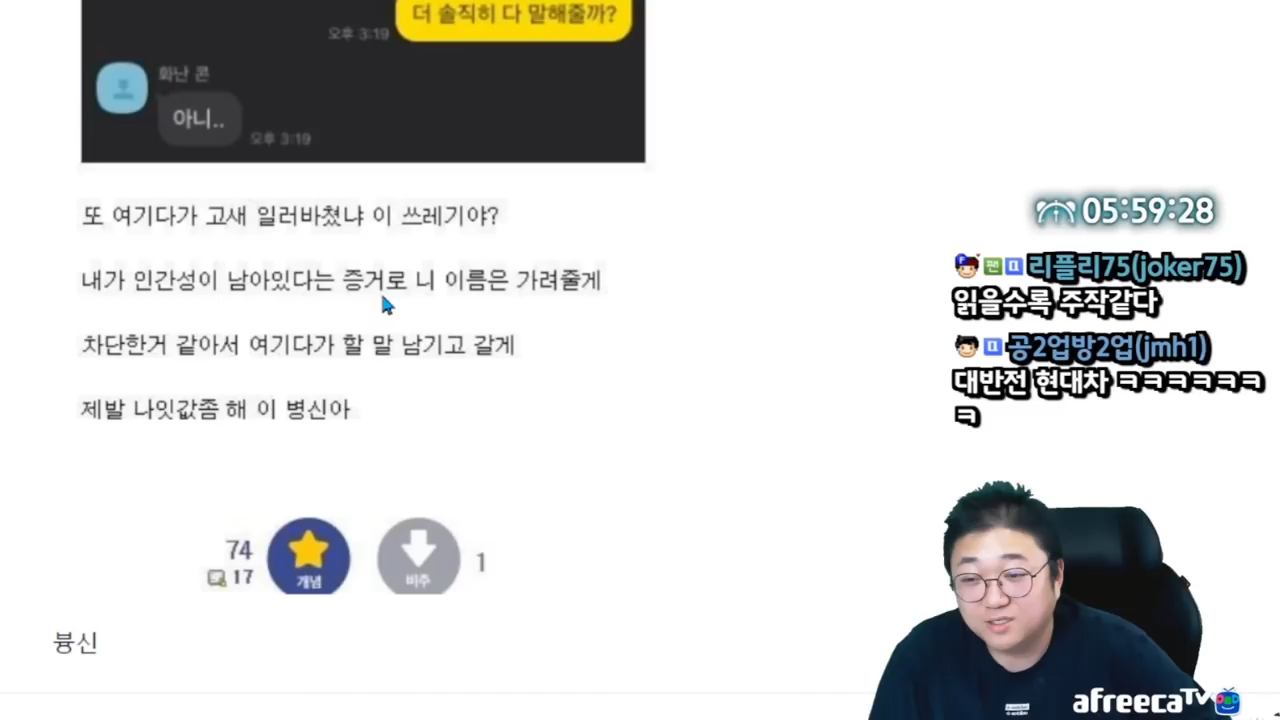 더 솔직히 다 말해줄까?
오후 3:19
화난 콘
아니..
오후 3:19
또 여기다가 고새 일러바쳤냐 이 쓰레기야?
내가 인간성이 남아있다는 증거로 니 이름은 가려줄게
차단한거 같아서 여기다가 할 말 남기고 갈게
제발 나잇값좀 해 이 병신아
74
17
개념
비추
1
븅신
05:59:28
팬
리플리75(joker75)
읽을수록 주작같다
공2업방2업(jmh1)
대반전 현대차 ㅋㅋㅋㅋㅋㅋ
ㅋ
afreecaTV